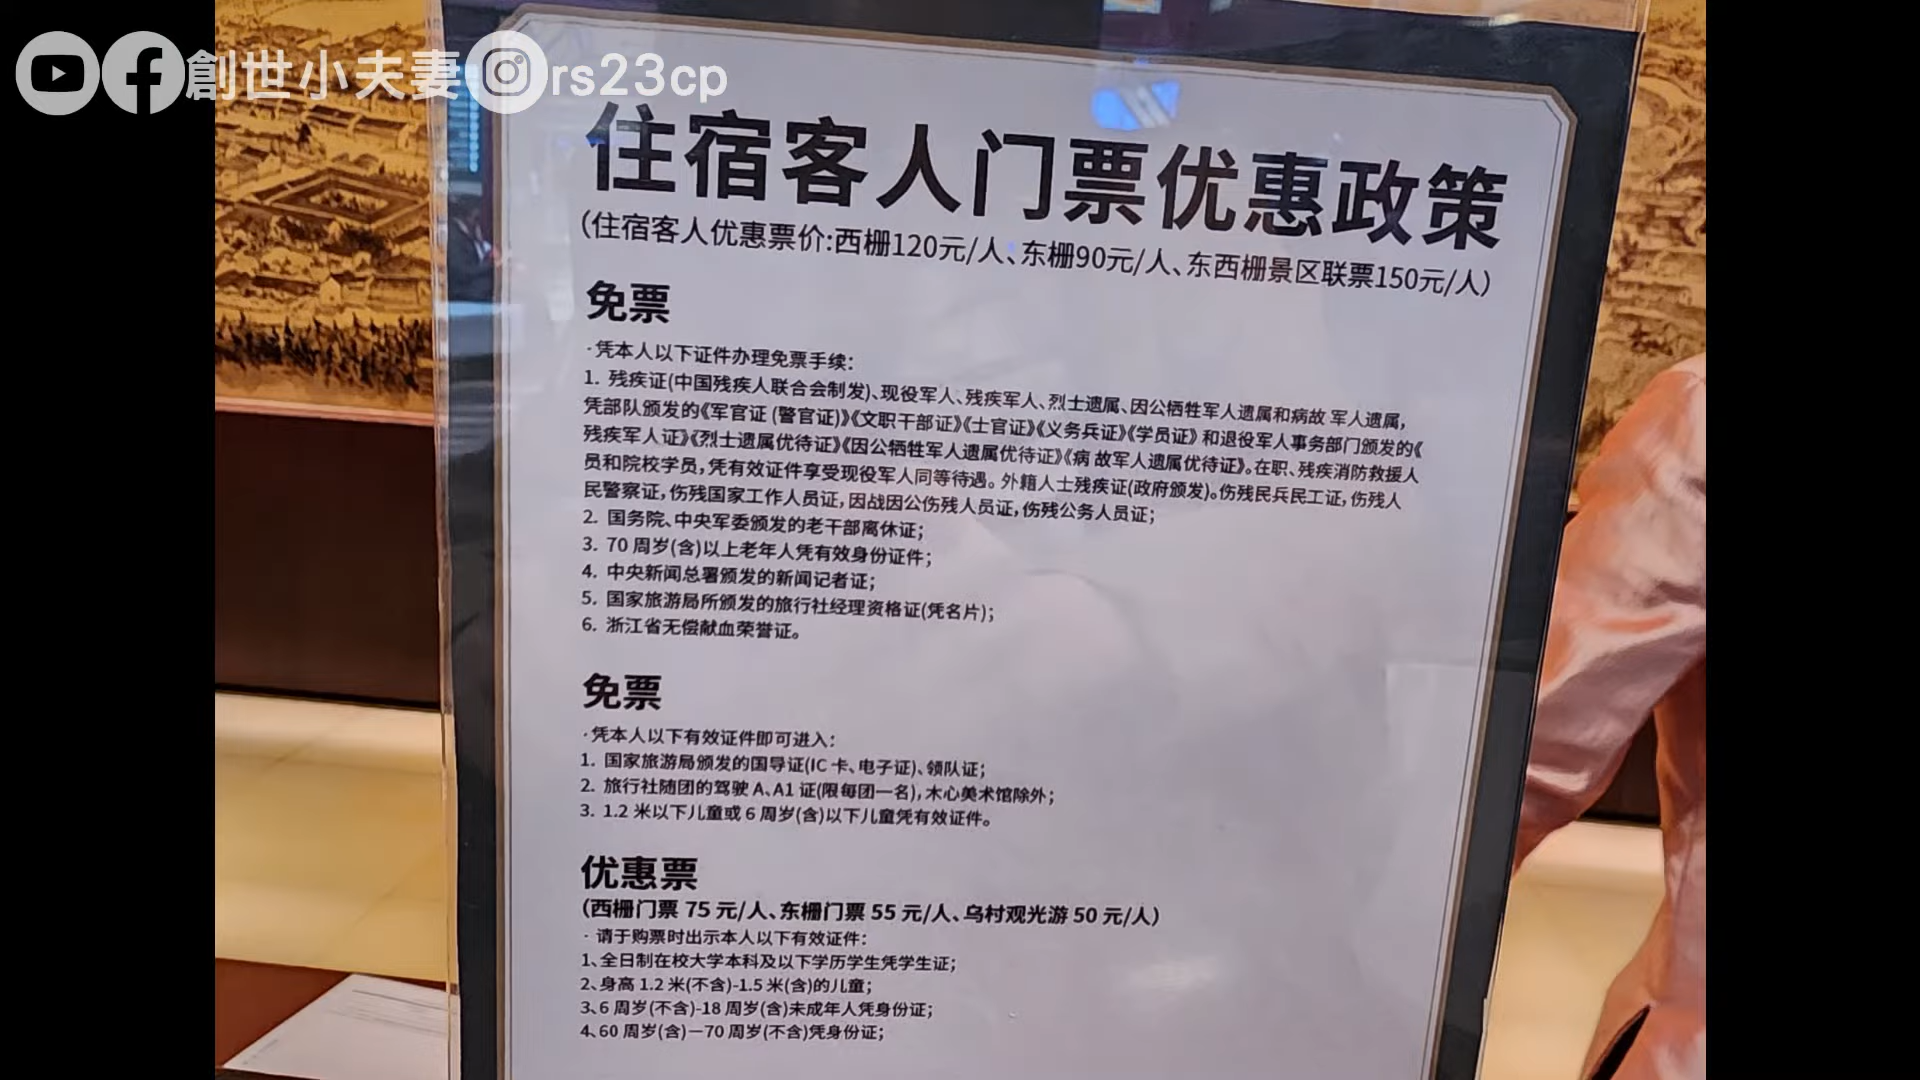 創世小夫妻 rs23cp
住宿客人门票优惠政策
(住宿客人优惠票价:西栅120元/人、东栅90元/人、东西栅景区联票150元/人)
免票
·凭本人以下证件办理免票手续:
1. 残疾证(中国残疾人联合会制发)、现役军人、残疾军人、烈士遗属、因公牺牲军人遗属和病故 军人遗属,
凭部队颁发的《军官证 (警官证)》《文职干部证》《士官证》《义务兵证》《学员证》 和退役军人事务部门颁发的《
残疾军人证》《烈士遗属优待证》《因公牺牲军人遗属优待证》《病 故军人遗属优待证》。在职、残疾消防救援人
员和院校学员,凭有效证件享受现役军人同等待遇。外籍人士残疾证(政府颁发)。伤残民兵民工证,伤残人
民警察证,伤残国家工作人员证,因战因公伤残人员证,伤残公务人员证;
2. 国务院、中央军委颁发的老干部离休证;
3. 70 周岁(含)以上老年人凭有效身份证件;
4. 中央新闻总署颁发的新闻记者证;
5. 国家旅游局所颁发的旅行社经理资格证(凭名片);
6. 浙江省无偿献血荣誉证。
免票
·凭本人以下有效证件即可进入:
1. 国家旅游局颁发的国导证(IC 卡、电子证)、领队证;
2. 旅行社随团的驾驶 A、A1 证(限每团一名),木心美术馆除外;
3. 1.2 米以下儿童或 6 周岁(含)以下儿童凭有效证件。
优惠票
(西栅门票 75 元/人、东栅门票 55 元/人、乌村观光游 50 元/人)
· 请于购票时出示本人以下有效证件:
1、全日制在校大学本科及以下学历学生凭学生证;
2、身高 1.2 米(不含)-1.5 米(含)的儿童;
3、6 周岁(不含)-18 周岁(含)未成年人凭身份证;
4、60 周岁(含)—70 周岁(不含)凭身份证;